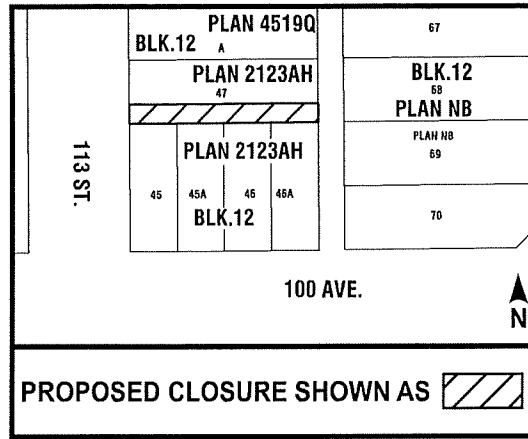 PLAN 4519Q
BLK.12 A
PLAN 2123AH
47
67
BLK.12
68
PLAN NB
PLAN NB
69
113 ST.
PLAN 2123AH
45 45A 46 46A
BLK.12
70
100 AVE.
N
PROPOSED CLOSURE SHOWN AS